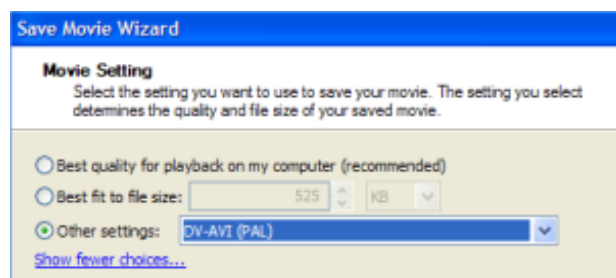 Save Movie Wizard
Movie Setting
Select the setting you want to use to save your movie. The setting you select
determines the quality and file size of your saved movie.
Best quality for playback on my computer (recommended)
Best fit to file size: 525 KB
Other settings: DV-AVI (PAL)
Show fewer choices...